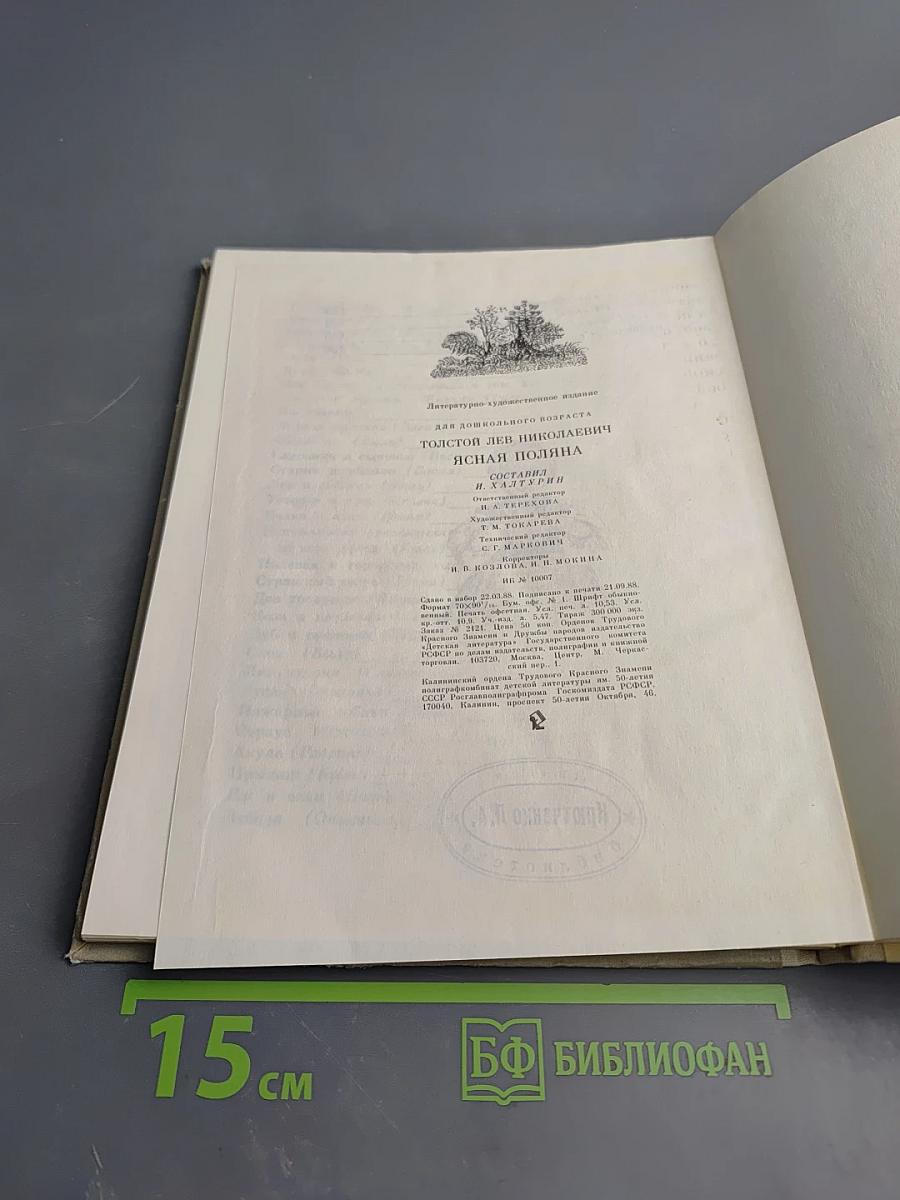 Литературно-художественное издание
ДЛЯ ДОШКОЛЬНОГО ВОЗРАСТА
ТОЛСТОЙ ЛЕВ НИКОЛАЕВИЧ
ЯСНАЯ ПОЛЯНА
СОСТАВИЛ
И. ХАЛТУРИН
Ответственный редактор
И. А. ТЕРЕХОВА
Художественный редактор
Т. М. ТОКАРЕВА
Технический редактор
С. Г. МАРКОВИЧ
Корректоры
И. В. КОЗЛОВА, И. Н. МОКИНА
ИБ № 10007
Сдано в набор 22.03.88. Подписано к печати 21.09.88.
Формат 70×90¹/₁₆. Бум. офс. № 1. Шрифт обыкно-
венный. Печать офсетная. Усл. печ. л. 10,53. Усл.
кр.-отт. 10,9. Уч.-изд. л. 5,47. Тираж 300 000 экз.
Заказ № 2121. Цена 50 коп. Орденов Трудового
Красного Знамени и Дружбы народов издательство
«Детская литература» Государственного комитета
РСФСР по делам издательств, полиграфии и книжной
торговли. 103720, Москва, Центр, М. Черкас-
ский пер., 1.
Калининский ордена Трудового Красного Знамени
полиграфкомбинат детской литературы им. 50-летия
СССР Росглавполиграфпрома Госкомиздата РСФСР.
170040, Калинин, проспект 50-летия Октября, 46.
15 см
БФ БИБЛИОФАН